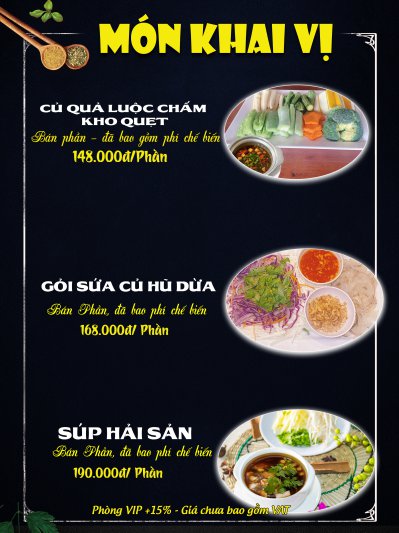 MÓN KHAI VỊ
CỦ QUẢ LUỘC CHẤM
KHO QUẸT
Bán phần - đã bao gồm phí chế biến
148.000đ/Phần
GỎI SỨA CỦ HŨ DỪA
Bán Phần, đã bao phí chế biến
168.000đ/ Phần
SÚP HẢI SẢN
Bán Phần, đã bao phí chế biến
190.000đ/ Phần
Phòng VIP +15% - Giá chưa bao gồm VAT